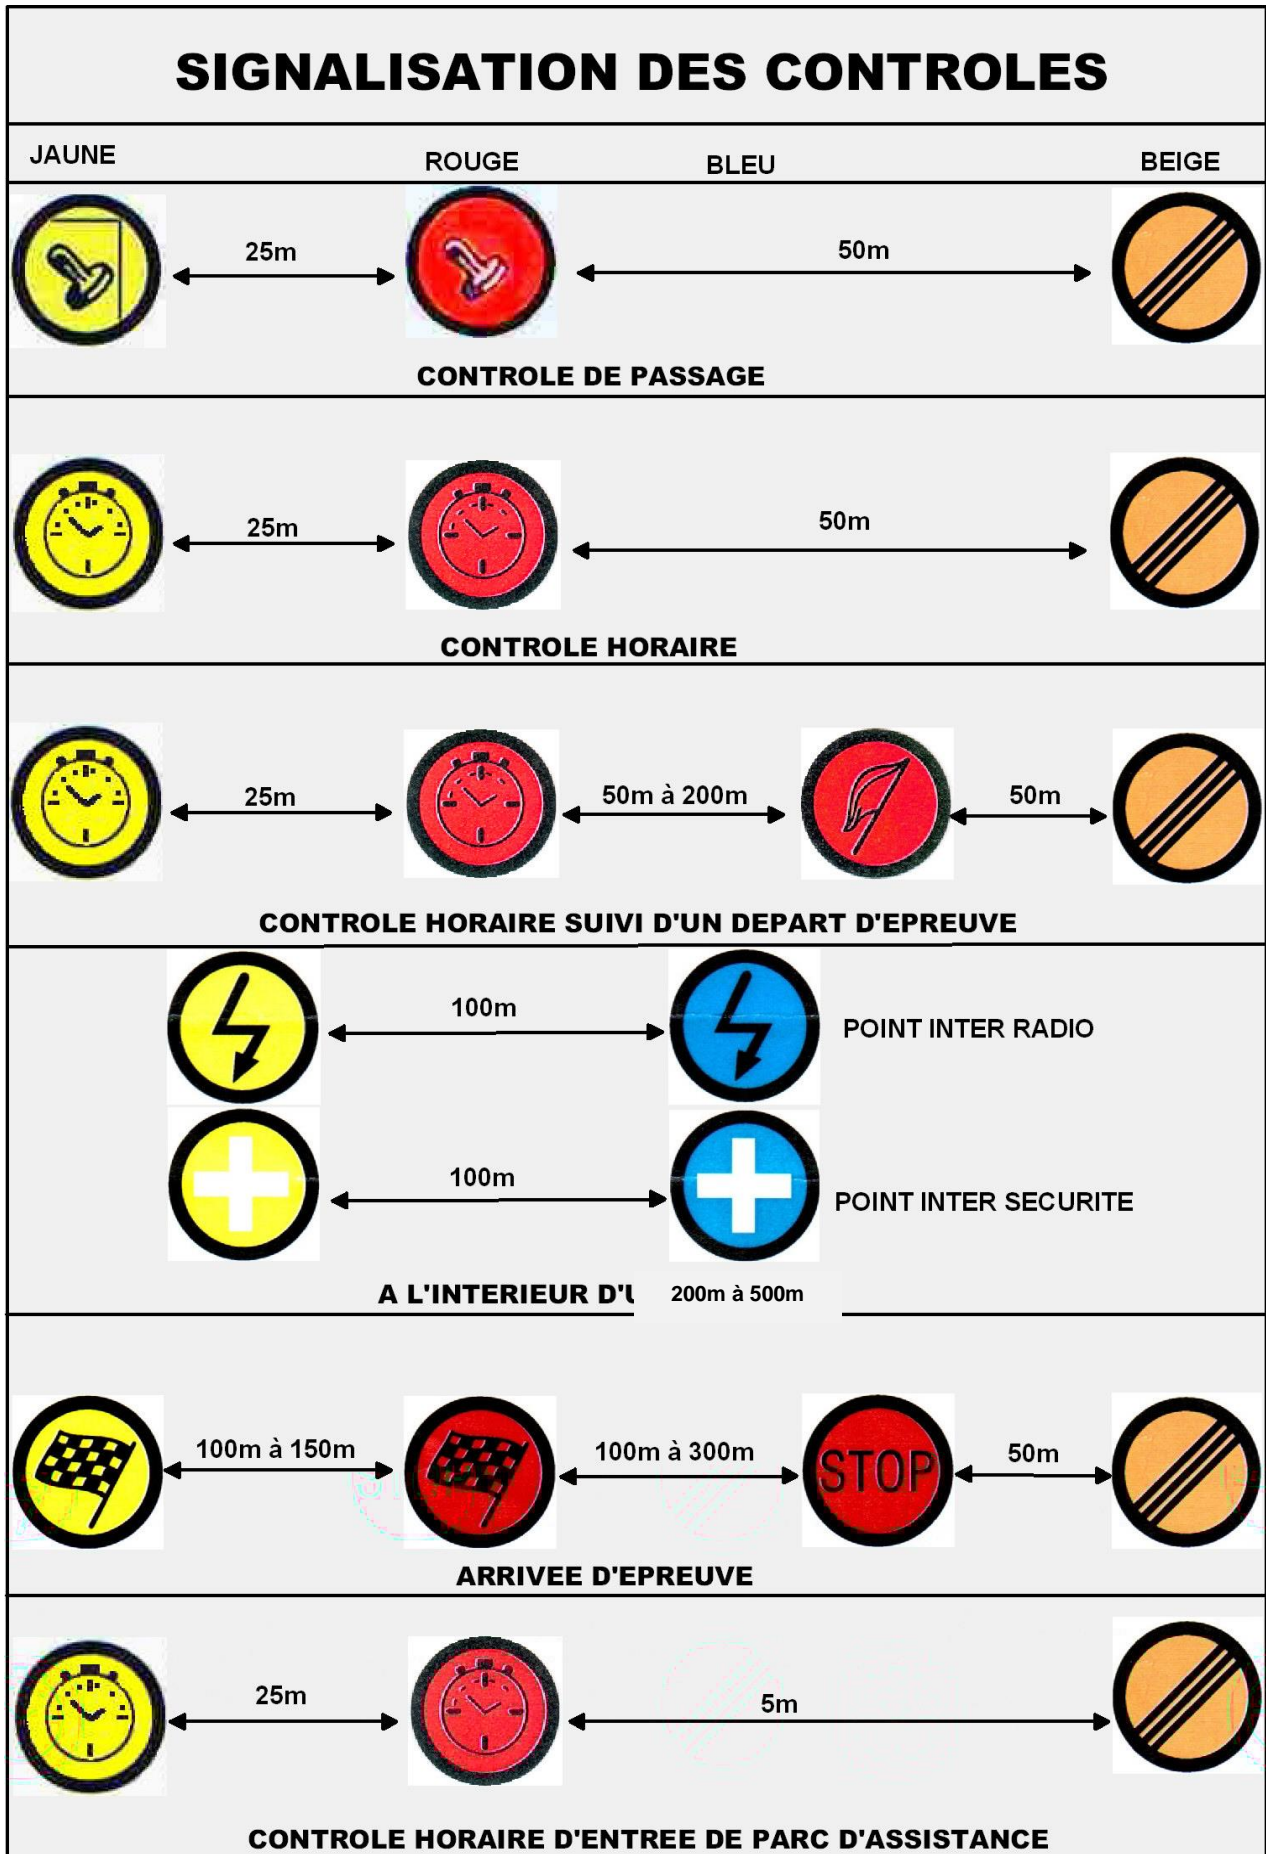 SIGNALISATION DES CONTROLES
JAUNE ROUGE BLEU BEIGE
25m 50m
CONTROLE DE PASSAGE
25m 50m
CONTROLE HORAIRE
25m 50m à 200m 50m
CONTROLE HORAIRE SUIVI D'UN DEPART D'EPREUVE
100m POINT INTER RADIO
100m POINT INTER SECURITE
A L'INTERIEUR 200m à 500m
100m à 150m 100m à 300m STOP 50m
ARRIVEE D'EPREUVE
25m 5m
CONTROLE HORAIRE D'ENTREE DE PARC D'ASSISTANCE